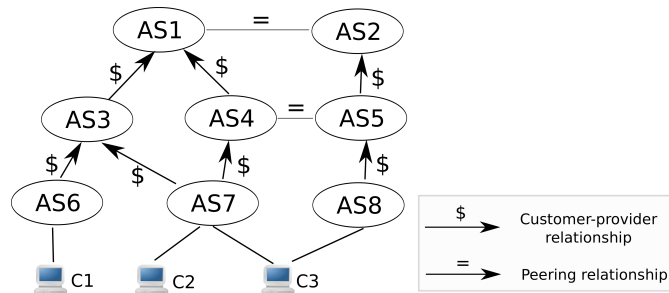 AS1 = AS2
$ $ $
AS3 AS4 = AS5
$ $ $ $
AS6 AS7 AS8
C1 C2 C3
$ Customer-provider
relationship
= Peering relationship